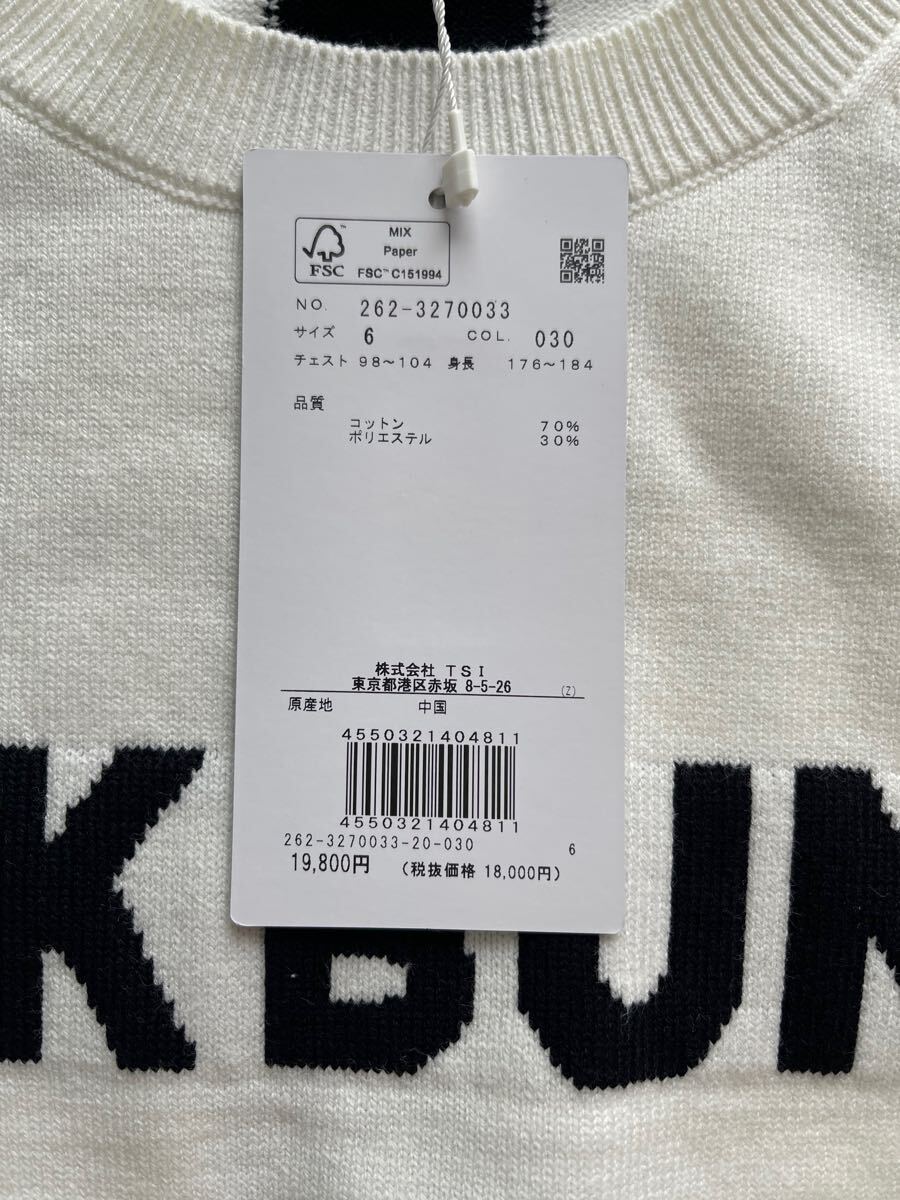 MIX
Paper
FSC™ C151994
FSC
NO. 262-3270033
サイズ 6 COL. 030
チェスト 98～104 身長 176～184
品質
コットン 70%
ポリエステル 30%
株式会社 TSI
東京都港区赤坂 8-5-26 (Z)
原産地 中国
4550321404811
4550321404811
262-3270033-20-030 6
19,800円 (税抜価格 18,000円)
K BUN